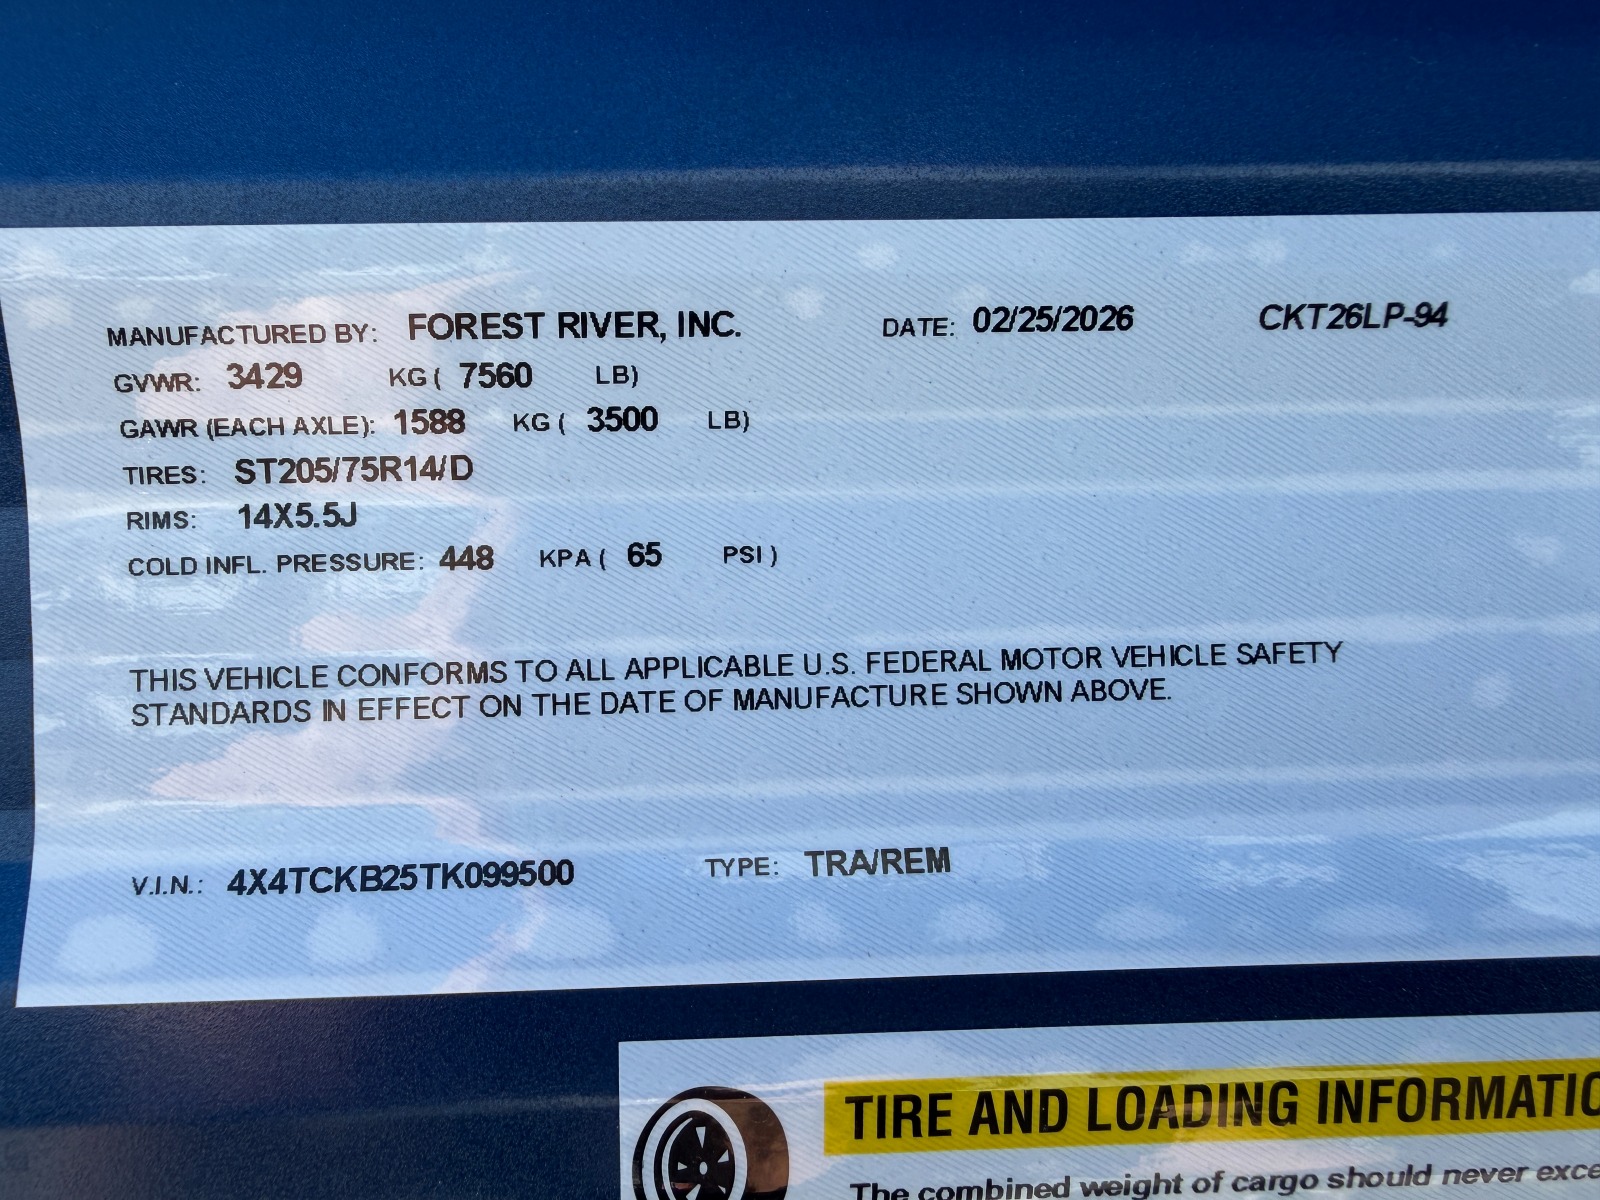 MANUFACTURED BY: FOREST RIVER, INC. DATE: 02/25/2026 CKT26LP-94
GVWR: 3429 KG ( 7560 LB)
GAWR (EACH AXLE): 1588 KG ( 3500 LB)
TIRES: ST205/75R14/D
RIMS: 14X5.5J
COLD INFL. PRESSURE: 448 KPA ( 65 PSI )
THIS VEHICLE CONFORMS TO ALL APPLICABLE U.S. FEDERAL MOTOR VEHICLE SAFETY
STANDARDS IN EFFECT ON THE DATE OF MANUFACTURE SHOWN ABOVE.
V.I.N.: 4X4TCKB25TK099500 TYPE: TRA/REM
TIRE AND LOADING INFORMATIO
The combined weight of cargo should never exce